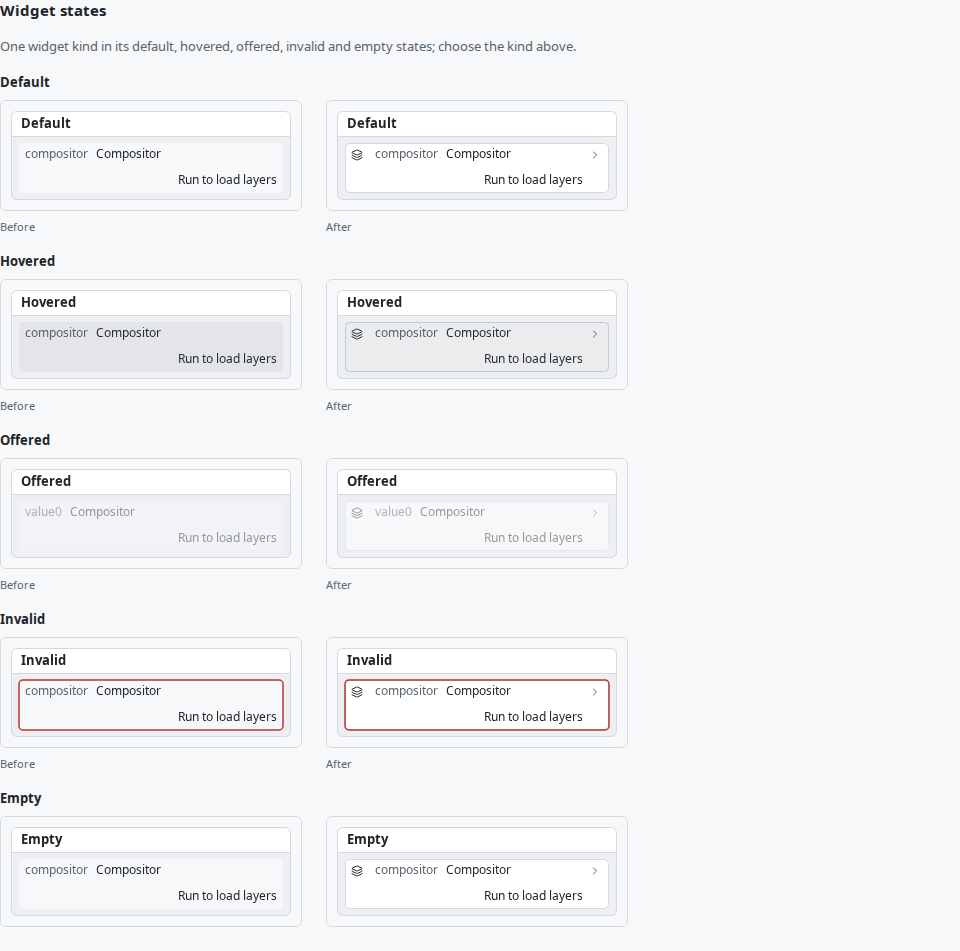 Widget states
One widget kind in its default, hovered, offered, invalid and empty states; choose the kind above.
Default
Default
compositor Compositor
Run to load layers
Before
Default
compositor Compositor
Run to load layers
After
Hovered
Hovered
compositor Compositor
Run to load layers
Before
Hovered
compositor Compositor
Run to load layers
After
Offered
Offered
value0 Compositor
Run to load layers
Before
Offered
value0 Compositor
Run to load layers
After
Invalid
Invalid
compositor Compositor
Run to load layers
Before
Invalid
compositor Compositor
Run to load layers
After
Empty
Empty
compositor Compositor
Run to load layers
Empty
compositor Compositor
Run to load layers